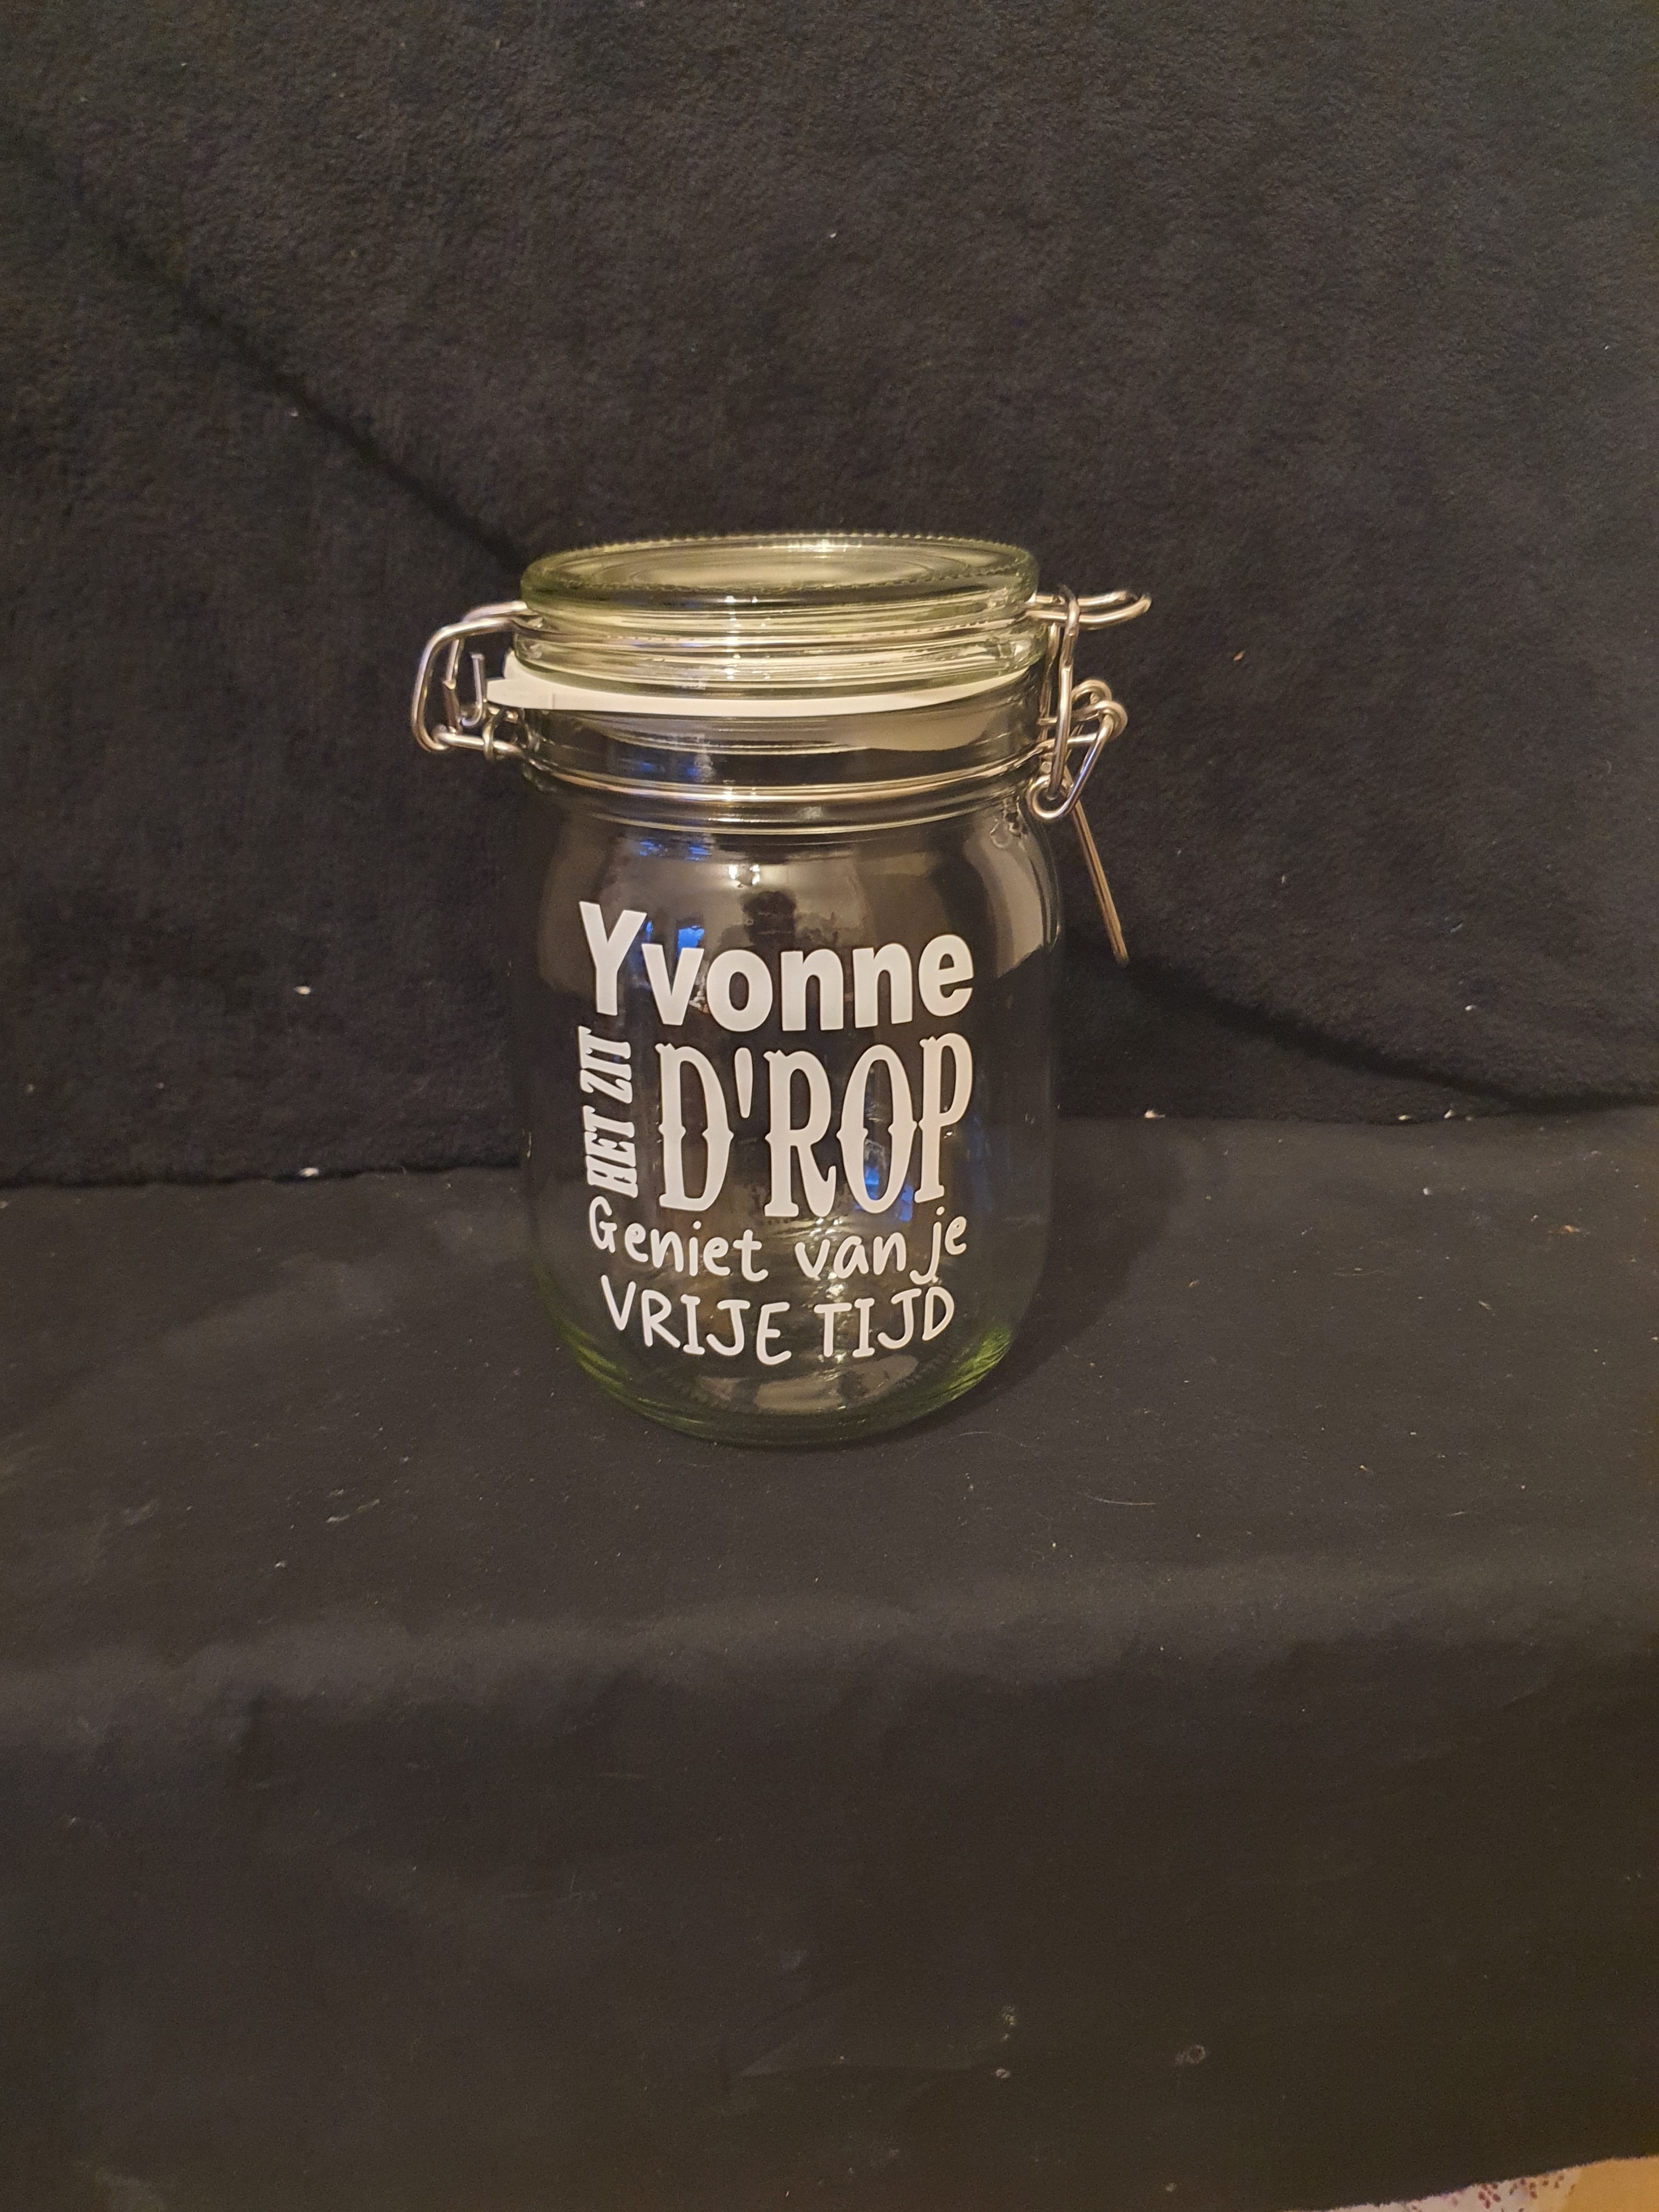 Yvonne
HET ZIT
D'ROP
Geniet van je
VRIJE TIJD